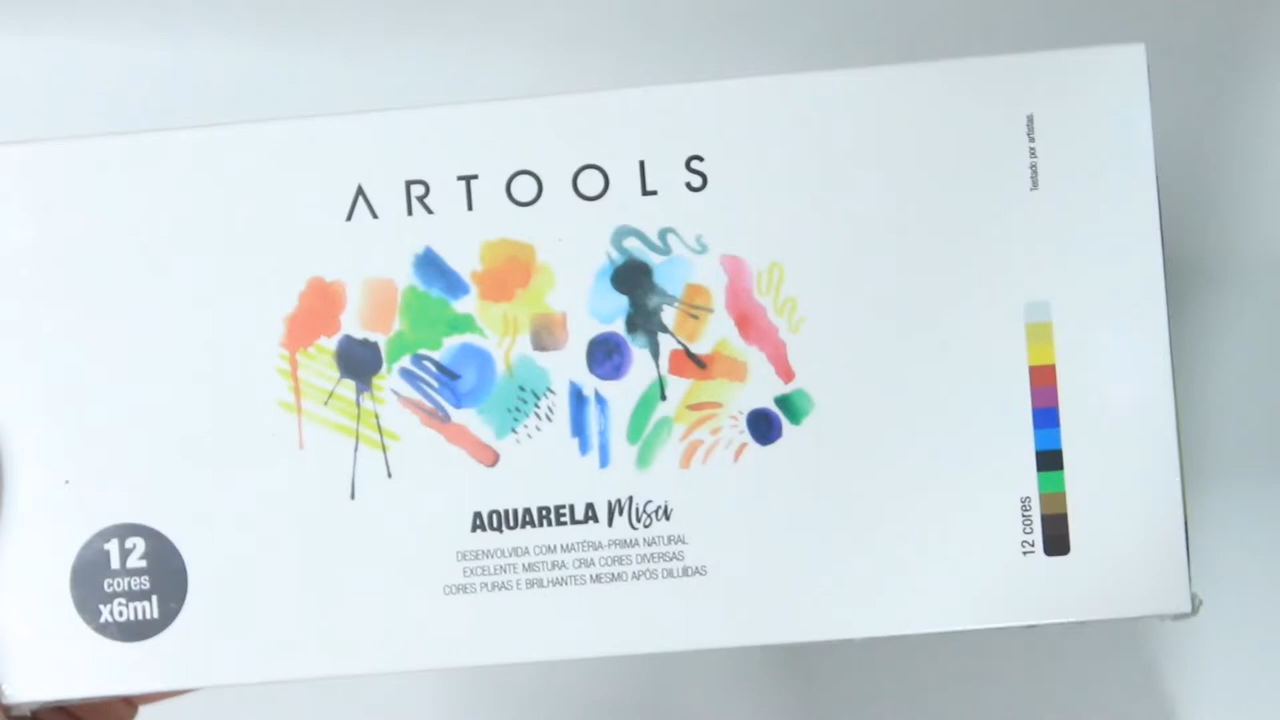 ARTOOLS
AQUARELA Misci
DESENVOLVIDA COM MATÉRIA-PRIMA NATURAL
EXCELENTE MISTURA: CRIA CORES DIVERSAS
CORES PURAS E BRILHANTES MESMO APÓS DILUÍDAS
12
cores
x6ml
Testado por artistas.
12 cores